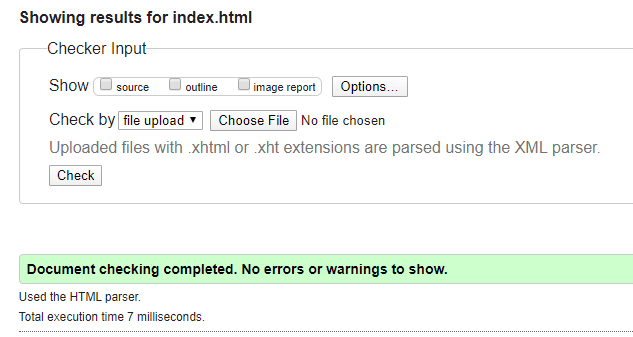 Showing results for index.html
Checker Input
Show source outline image report Options...
Check by file upload Choose File No file chosen
Uploaded files with .xhtml or .xht extensions are parsed using the XML parser.
Check
Document checking completed. No errors or warnings to show.
Used the HTML parser.
Total execution time 7 milliseconds.